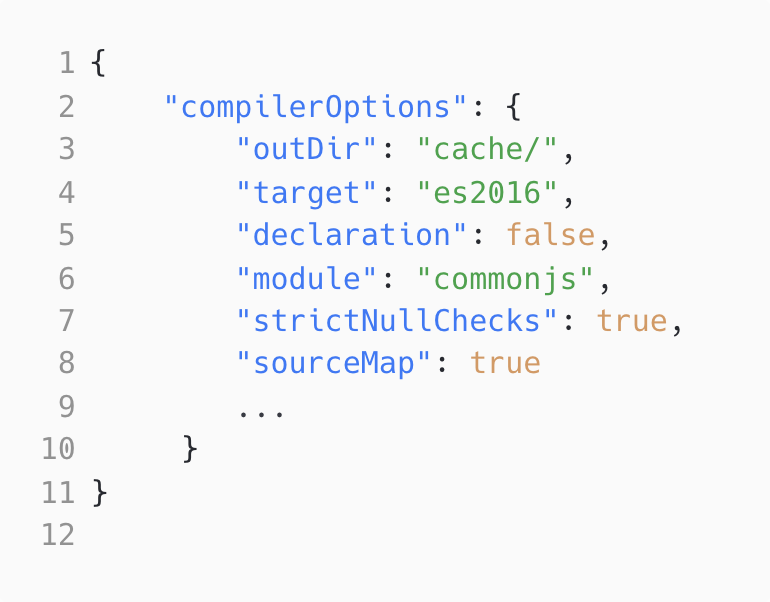 1 {
2     "compilerOptions": {
3         "outDir": "cache/",
4         "target": "es2016",
5         "declaration": false,
6         "module": "commonjs",
7         "strictNullChecks": true,
8         "sourceMap": true
9         ...
10      }
11 }
12